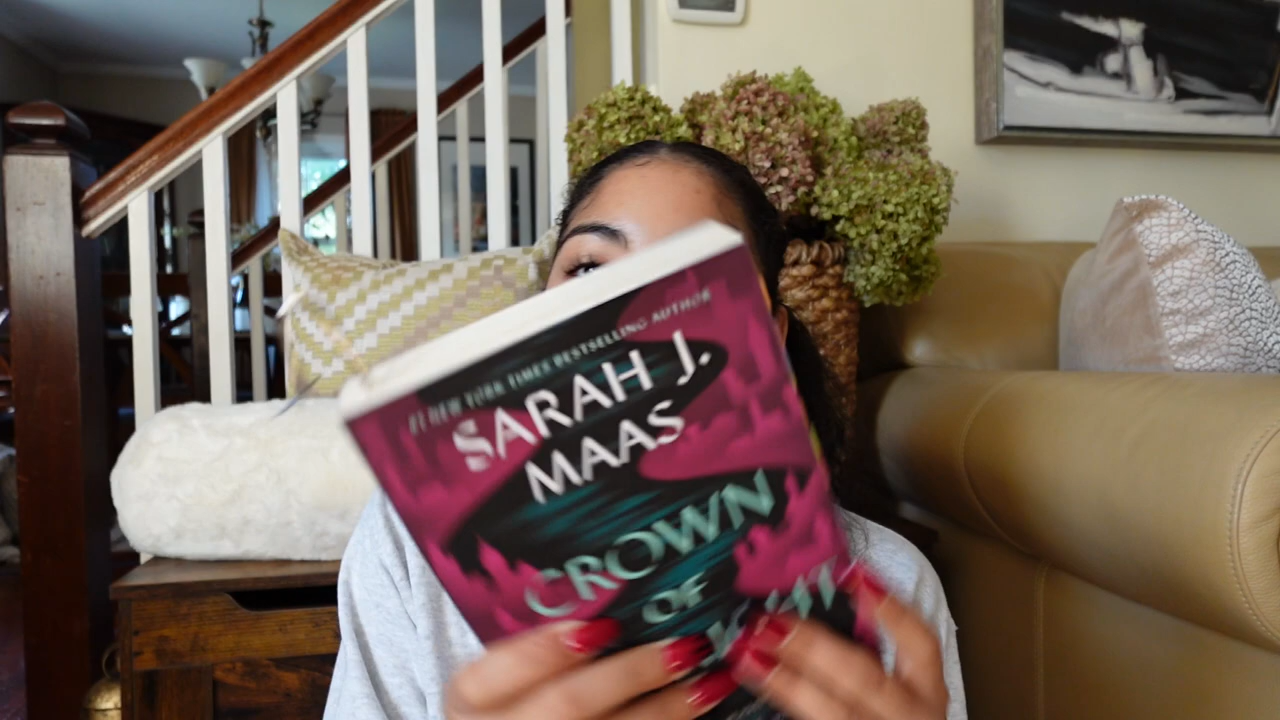 #1 NEW YORK TIMES BESTSELLING AUTHOR
SARAH J.
MAAS
CROWN
OF